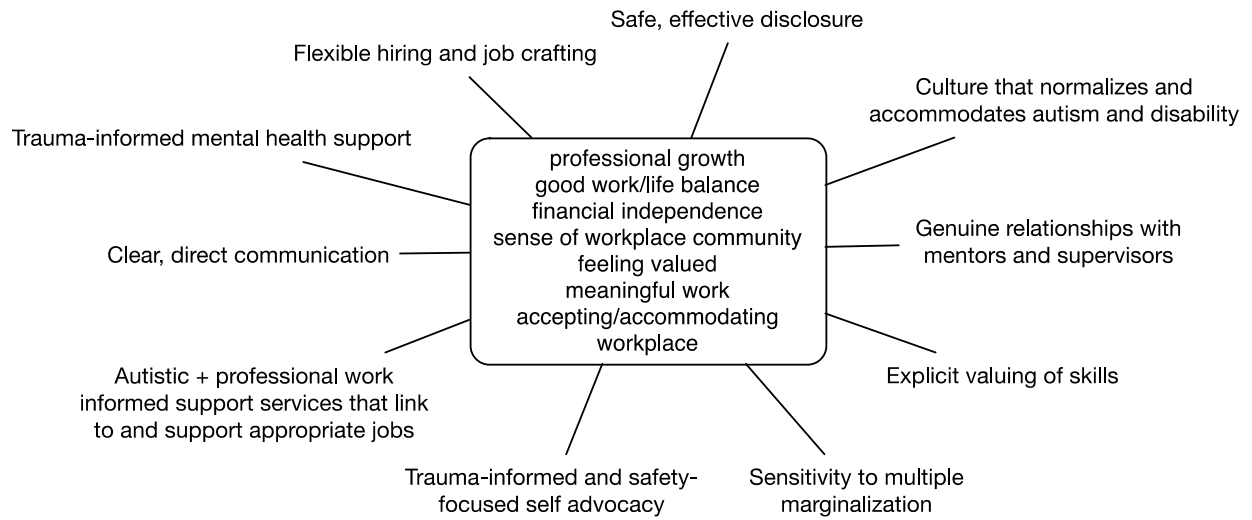 Safe, effective disclosure
Flexible hiring and job crafting
Culture that normalizes and
accommodates autism and disability
Trauma-informed mental health support
professional growth
good work/life balance
financial independence
sense of workplace community
feeling valued
meaningful work
accepting/accommodating
workplace
Genuine relationships with
mentors and supervisors
Clear, direct communication
Explicit valuing of skills
Autistic + professional work
informed support services that link
to and support appropriate jobs
Trauma-informed and safety-
focused self advocacy
Sensitivity to multiple
marginalization